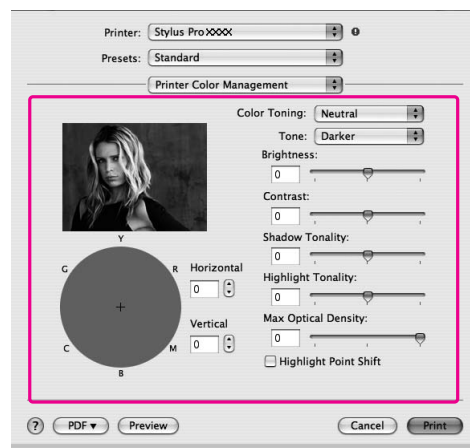 Printer: Stylus Pro XXXX
Presets: Standard
Printer Color Management
Color Toning: Neutral
Tone: Darker
Brightness:
0
Contrast:
0
Shadow Tonality:
0
Highlight Tonality:
0
Max Optical Density:
0
Highlight Point Shift
Y
G R
C M
B
Horizontal
0
Vertical
0
? PDF ▾ Preview Cancel Print